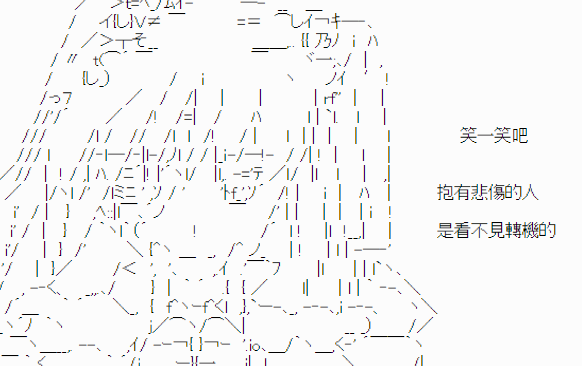 笑一笑吧
抱有悲傷的人
是看不見轉機的